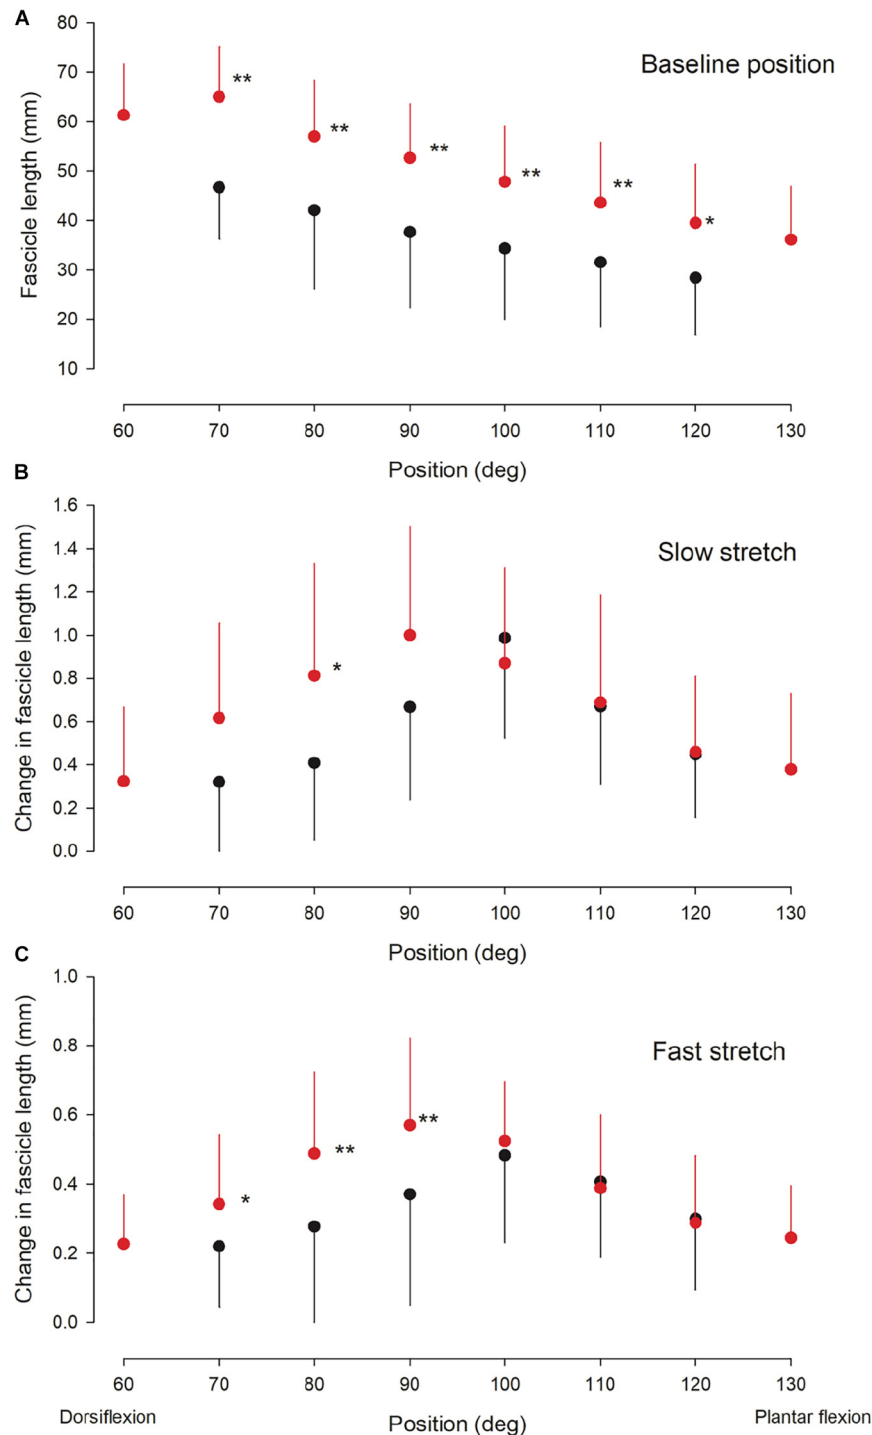 A
80
70
60
50
40
30
20
10
Fascicle length (mm)
Baseline position
**
**
**
**
**
*
60 70 80 90 100 110 120 130
Position (deg)
B
1.6
1.4
1.2
1.0
0.8
0.6
0.4
0.2
0.0
Change in fascicle length (mm)
Slow stretch
*
60 70 80 90 100 110 120 130
Position (deg)
C
1.0
0.8
0.6
0.4
0.2
0.0
Change in fascicle length (mm)
Fast stretch
*
**
**
60 70 80 90 100 110 120 130
Dorsiflexion Position (deg) Plantar flexion